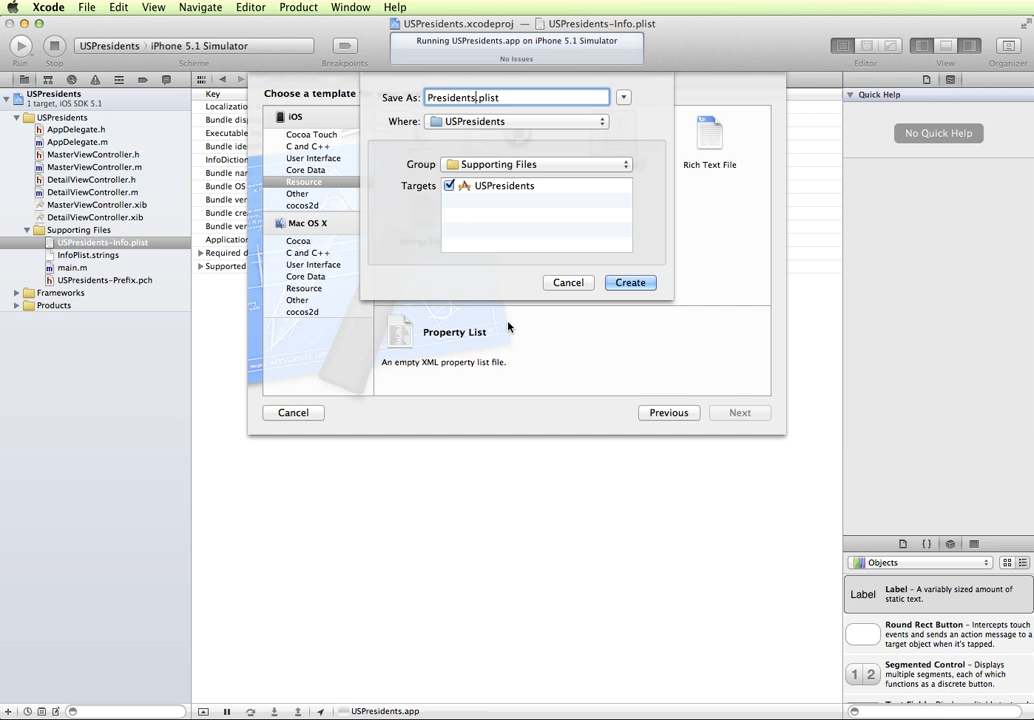 Xcode File Edit View Navigate Editor Product Window Help
USPresidents.xcodeproj — USPresidents-Info.plist
Running USPresidents.app on iPhone 5.1 Simulator
No Issues
USPresidents 〉 iPhone 5.1 Simulator
Run Stop Scheme Breakpoints Editor View Organizer
USPresidents
1 target, iOS SDK 5.1
USPresidents
AppDelegate.h
AppDelegate.m
MasterViewController.h
MasterViewController.m
DetailViewController.h
DetailViewController.m
MasterViewController.xib
DetailViewController.xib
Supporting Files
USPresidents-Info.plist
InfoPlist.strings
main.m
USPresidents-Prefix.pch
Frameworks
Products
Key
Localizatio
Bundle disp
Executable
Bundle ide
InfoDiction
Bundle nam
Bundle OS
Bundle ver
Bundle cre
Bundle ver
Application
Required d
Supported
Choose a template
iOS
Cocoa Touch
C and C++
User Interface
Core Data
Resource
Other
cocos2d
Mac OS X
Cocoa
C and C++
User Interface
Core Data
Resource
Other
cocos2d
Save As: Presidents.plist
Where: USPresidents
Group Supporting Files
Targets USPresidents
Cancel Create
Rich Text File
Property List
An empty XML property list file.
Cancel Previous Next
Quick Help
No Quick Help
Objects
Label
Label – A variably sized amount of
static text.
Round Rect Button – Intercepts touch
events and sends an action message to a
target object when it's tapped.
1 2
Segmented Control – Displays
multiple segments, each of which
functions as a discrete button.
USPresidents.app